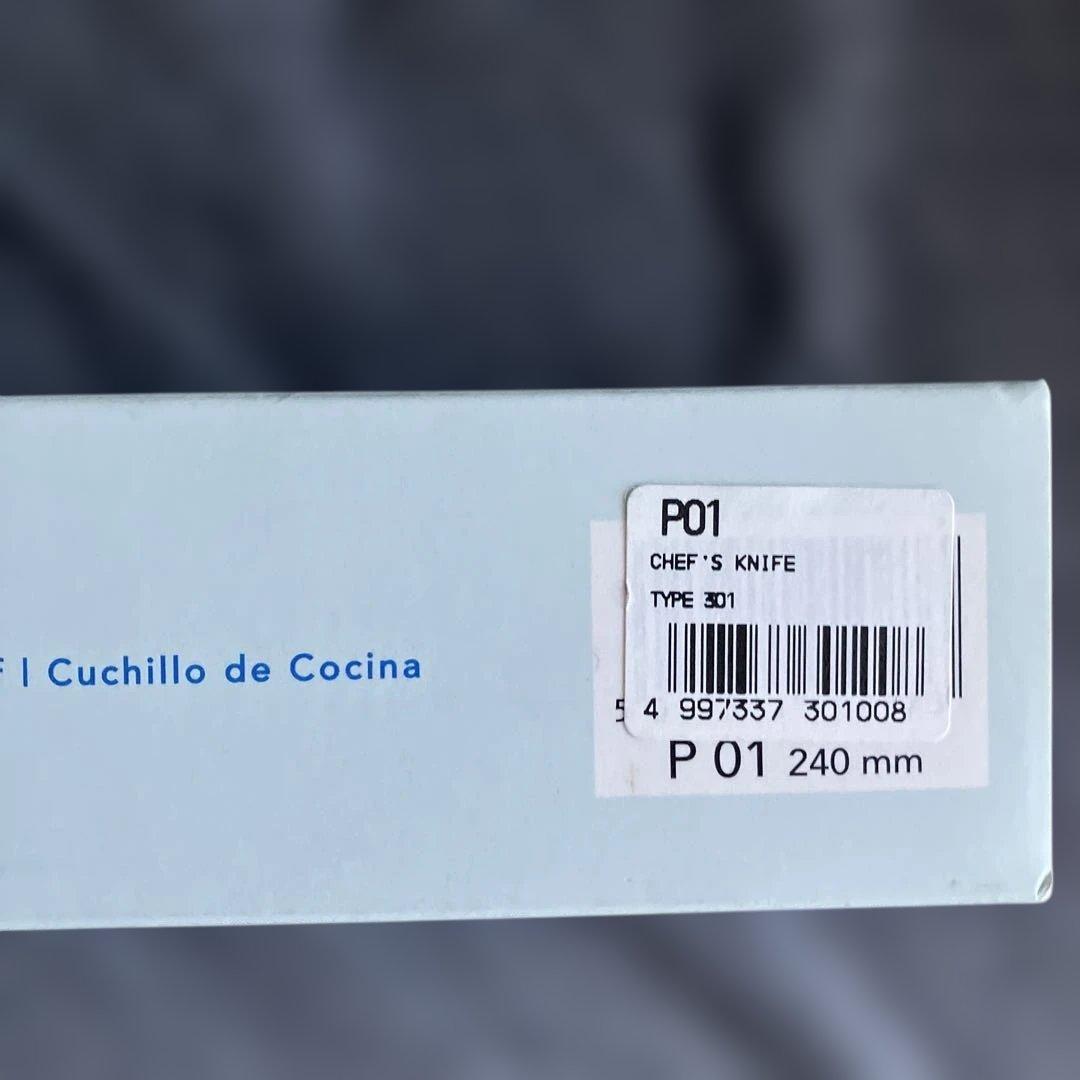 P01
CHEF'S KNIFE
TYPE 301
4 997337 301008
P 01 240 mm
| Cuchillo de Cocina